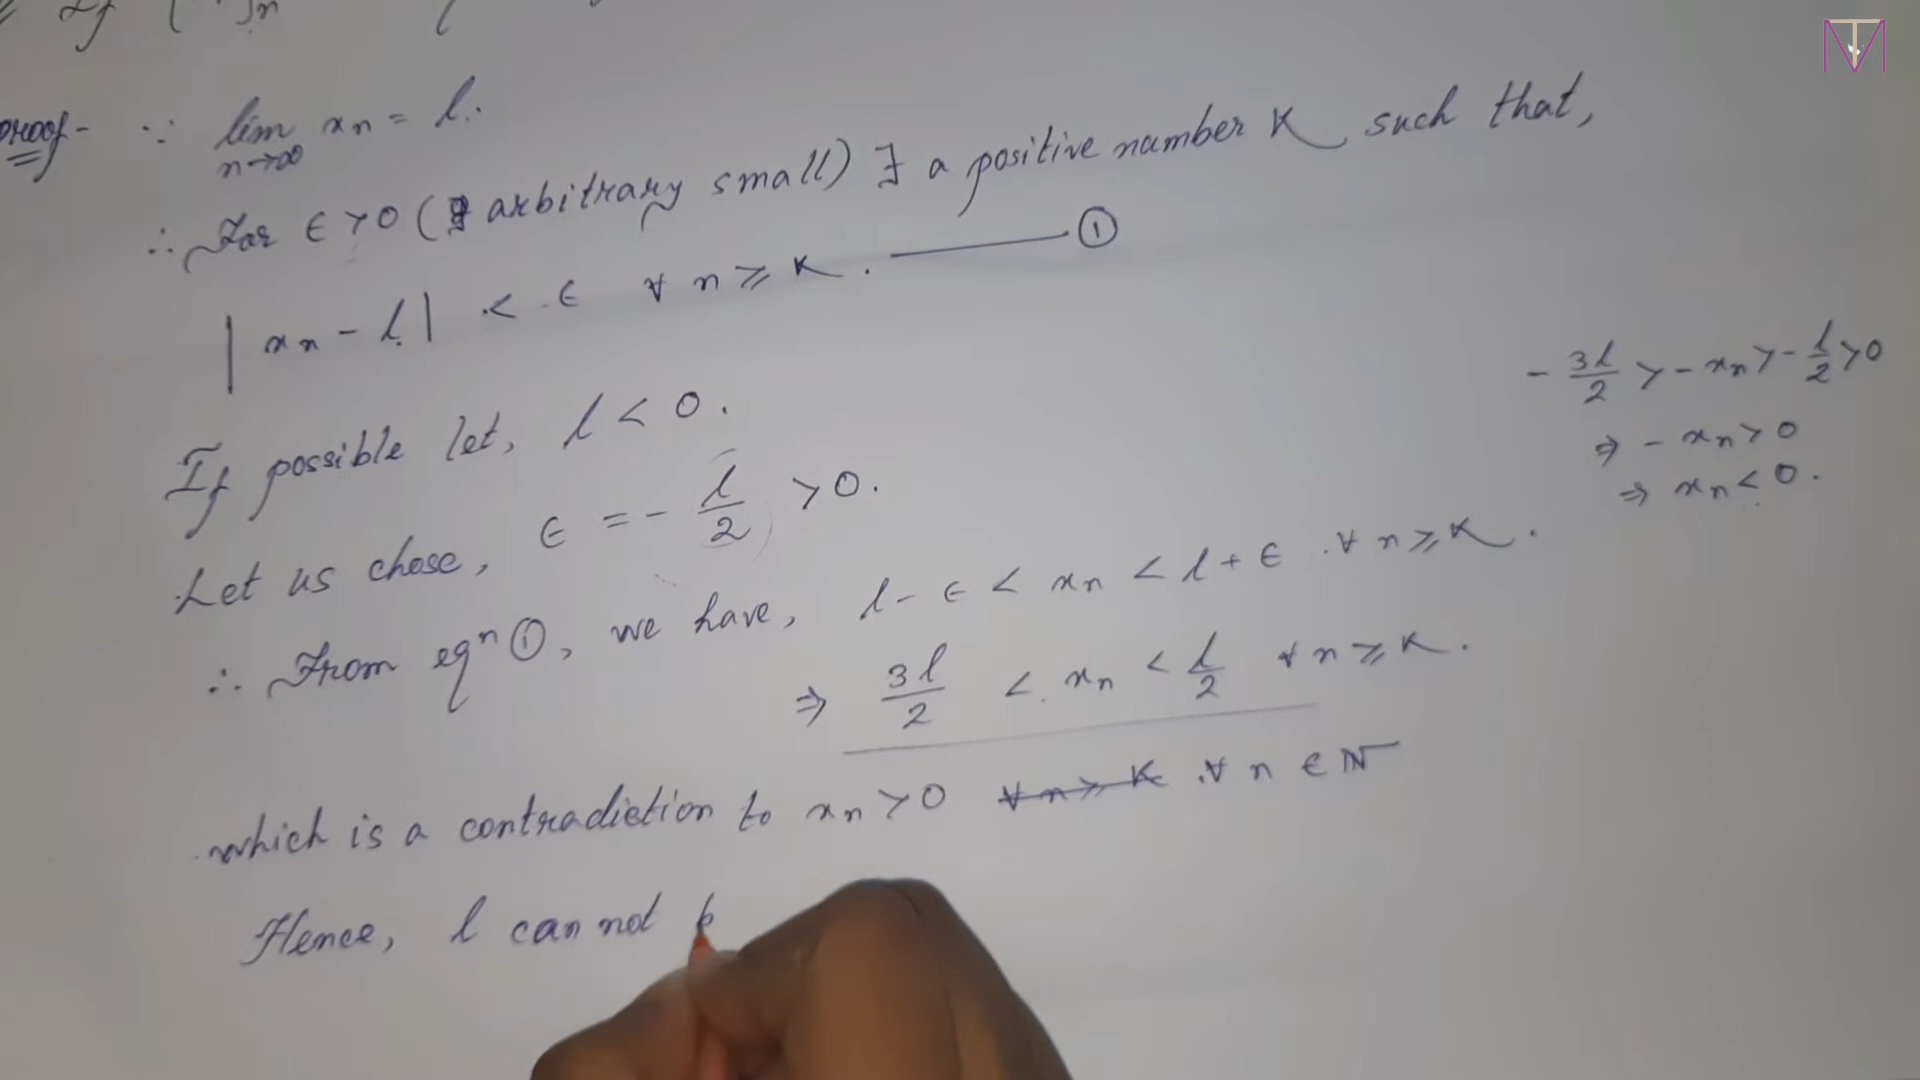 If
proof- ∵ lim n→∞ xn = l.
∴ For ϵ > 0 ( arbitrary small) ∃ a positive number K such that,
| xn - l | < ϵ ∀ n ≥ K. ①
If possible let, l < 0.
Let us chose, ϵ = - l/2 > 0.
∴ From eqn ①, we have, l - ϵ < xn < l + ϵ ∀ n ≥ K.
⇒ 3l/2 < xn < l/2 ∀ n ≥ K.
- 3l/2 > - xn > - l/2 > 0
⇒ - xn > 0
⇒ xn < 0.
which is a contradiction to xn > 0 ∀ n ≥ K ∀ n ϵ N
Hence, l can not b